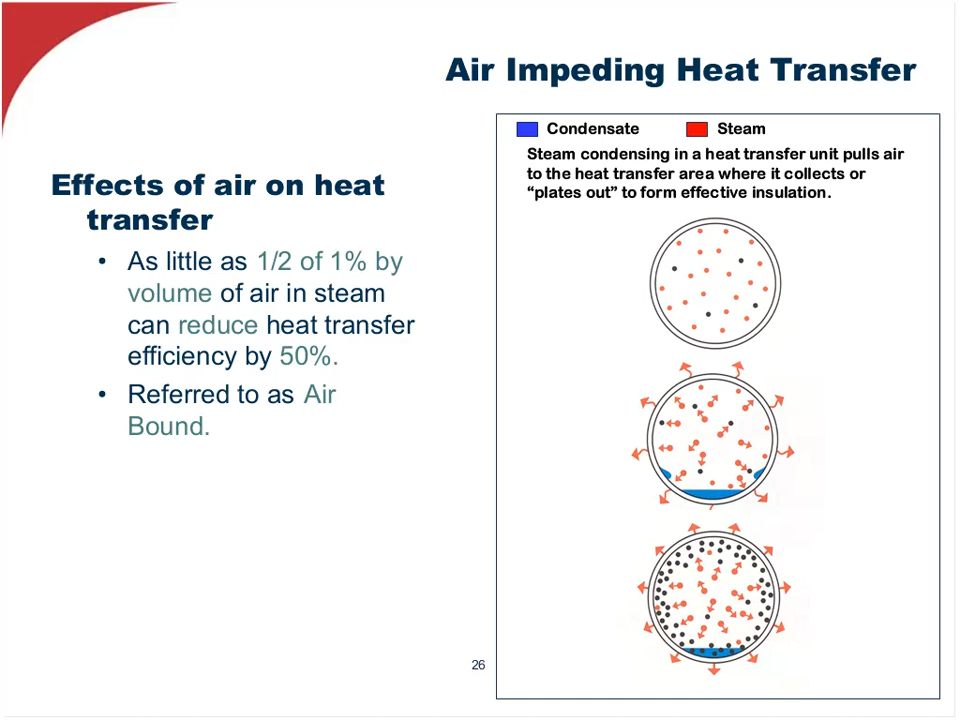 Air Impeding Heat Transfer
Effects of air on heat
transfer
• As little as 1/2 of 1% by
volume of air in steam
can reduce heat transfer
efficiency by 50%.
• Referred to as Air
Bound.
Condensate Steam
Steam condensing in a heat transfer unit pulls air
to the heat transfer area where it collects or
“plates out” to form effective insulation.
26